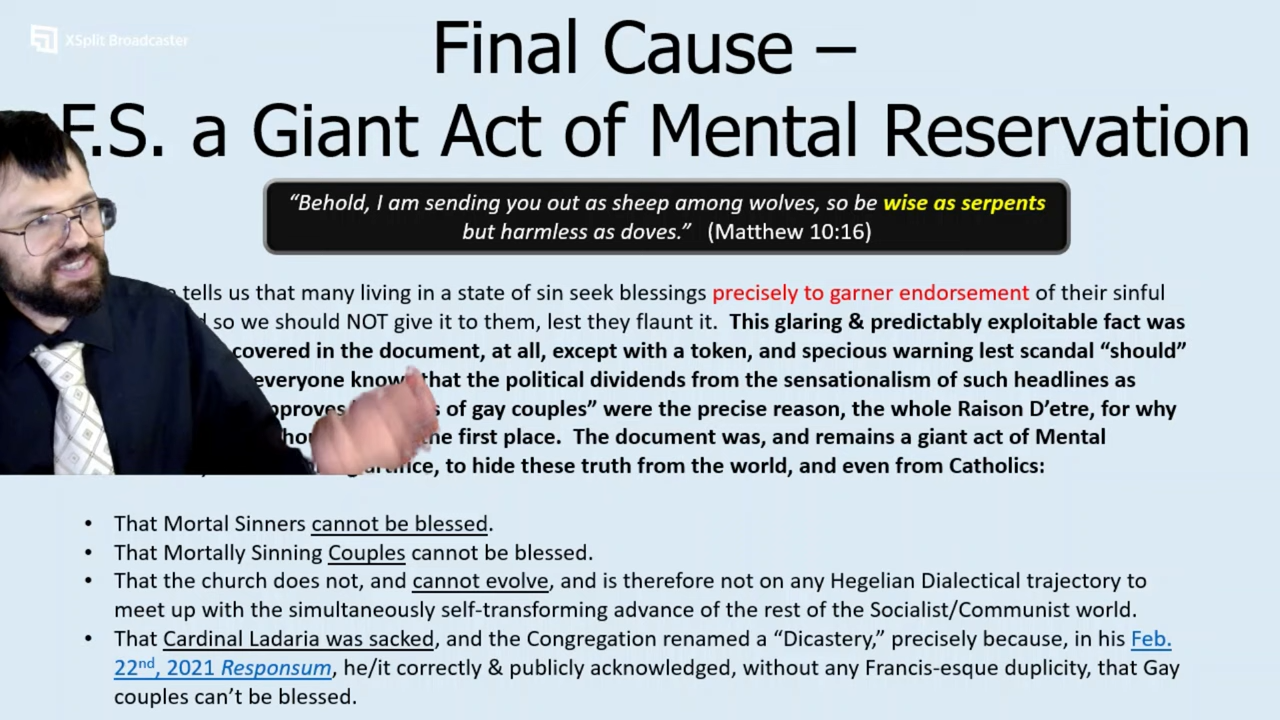 XSplit Broadcaster
Final Cause –
F.S. a Giant Act of Mental Reservation
“Behold, I am sending you out as sheep among wolves, so be wise as serpents
but harmless as doves.” (Matthew 10:16)
tells us that many living in a state of sin seek blessings precisely to garner endorsement of their sinful
so we should NOT give it to them, lest they flaunt it. This glaring & predictably exploitable fact was
covered in the document, at all, except with a token, and specious warning lest scandal “should”
everyone that the political dividends from the sensationalism of such headlines as
of gay couples” were the precise reason, the whole Raison D’etre, for why
the first place. The document was, and remains a giant act of Mental
to hide these truth from the world, and even from Catholics:
• That Mortal Sinners cannot be blessed.
• That Mortally Sinning Couples cannot be blessed.
• That the church does not, and cannot evolve, and is therefore not on any Hegelian Dialectical trajectory to
meet up with the simultaneously self-transforming advance of the rest of the Socialist/Communist world.
• That Cardinal Ladaria was sacked, and the Congregation renamed a “Dicastery,” precisely because, in his Feb.
22nd, 2021 Responsum, he/it correctly & publicly acknowledged, without any Francis-esque duplicity, that Gay
couples can’t be blessed.